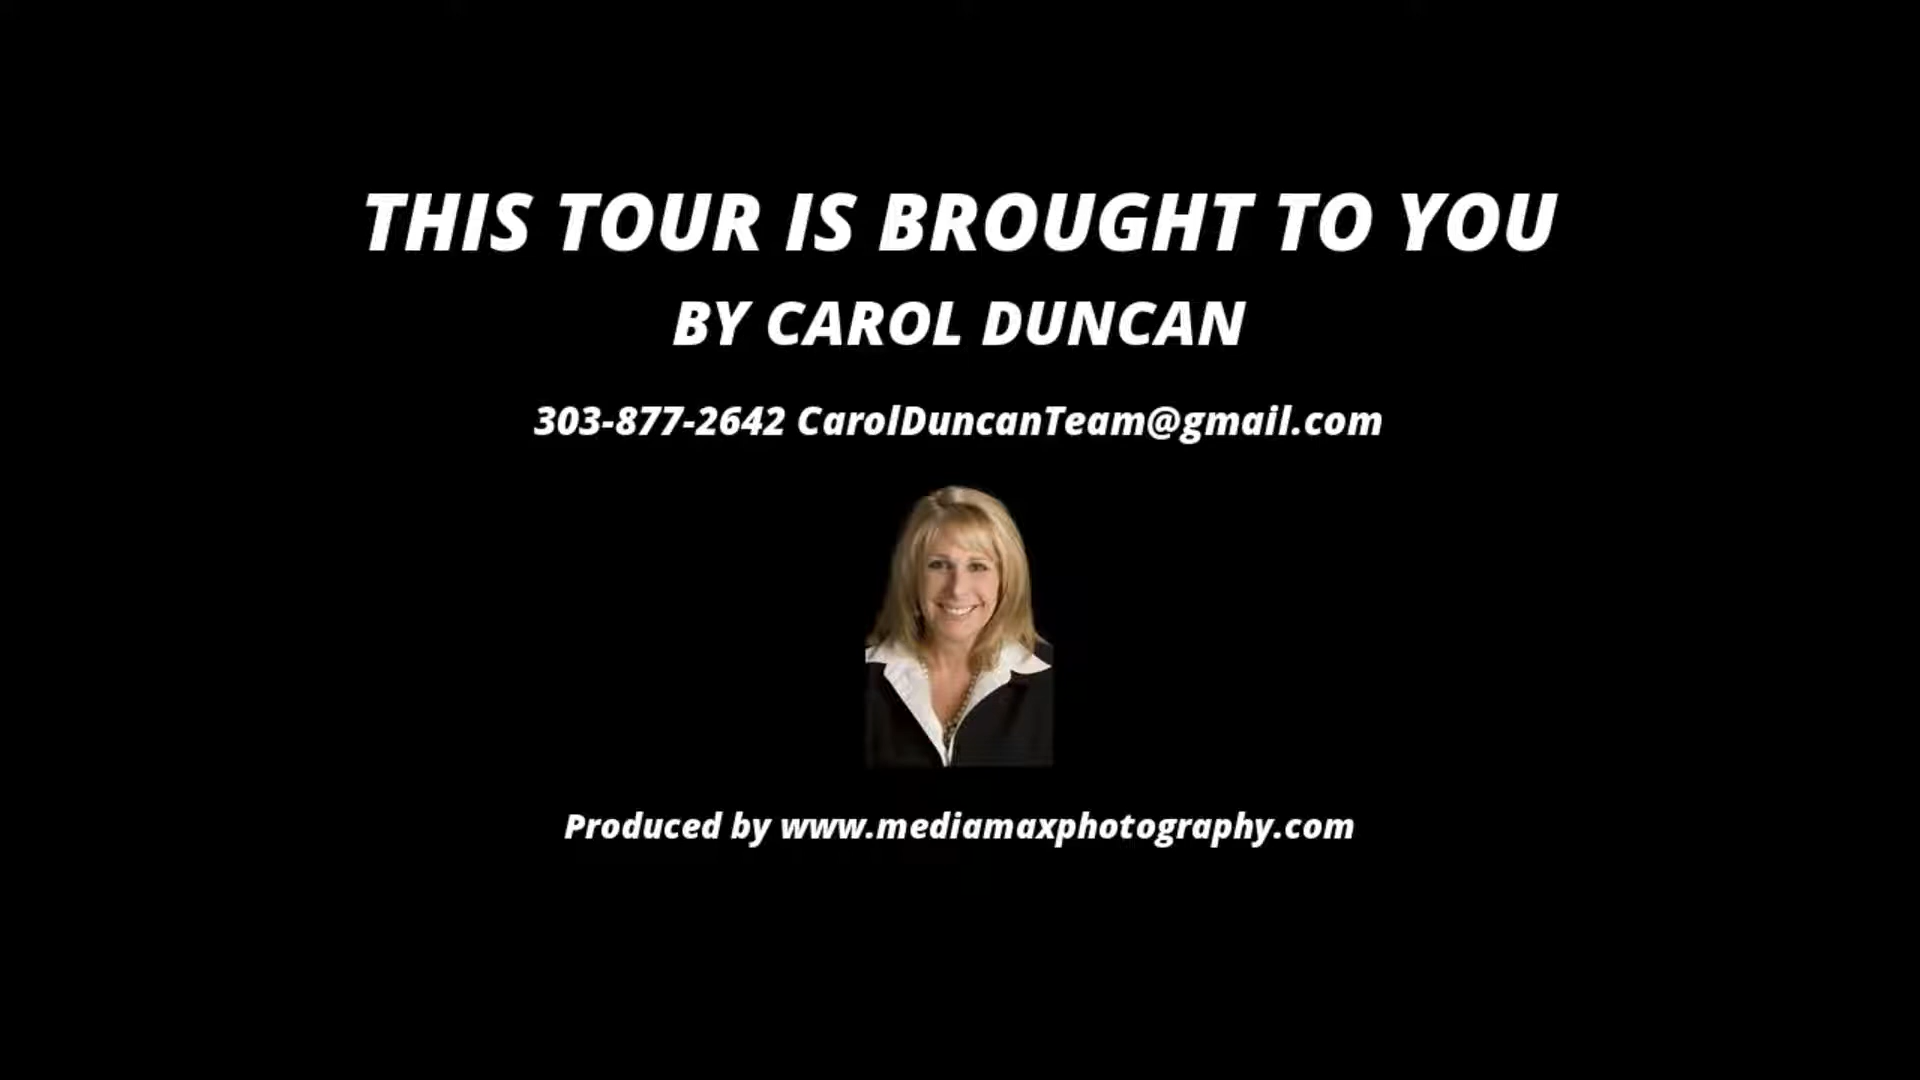 THIS TOUR IS BROUGHT TO YOU
BY CAROL DUNCAN
303-877-2642 CarolDuncanTeam@gmail.com
Produced by www.mediamaxphotography.com